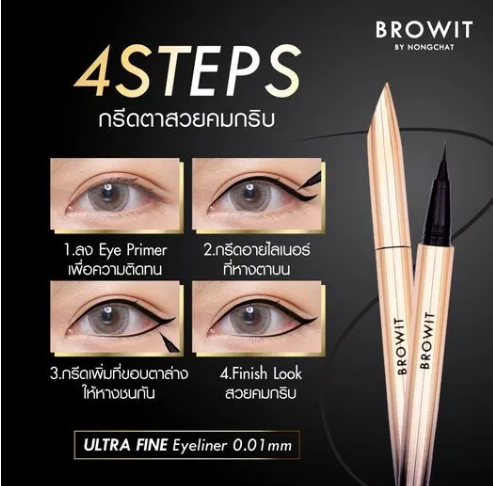 BROWIT
BY NONGCHAT
4STEPS
กรีดตาสวยคมกริบ
1.ลง Eye Primer
เพื่อความติดทน
2.กรีดอายไลเนอร์
ที่หางตาบน
3.กรีดเพิ่มที่ขอบตาล่าง
ให้หางชนกัน
4.Finish Look
สวยคมกริบ
BROWIT
BROWIT
ULTRA FINE Eyeliner 0.01mm